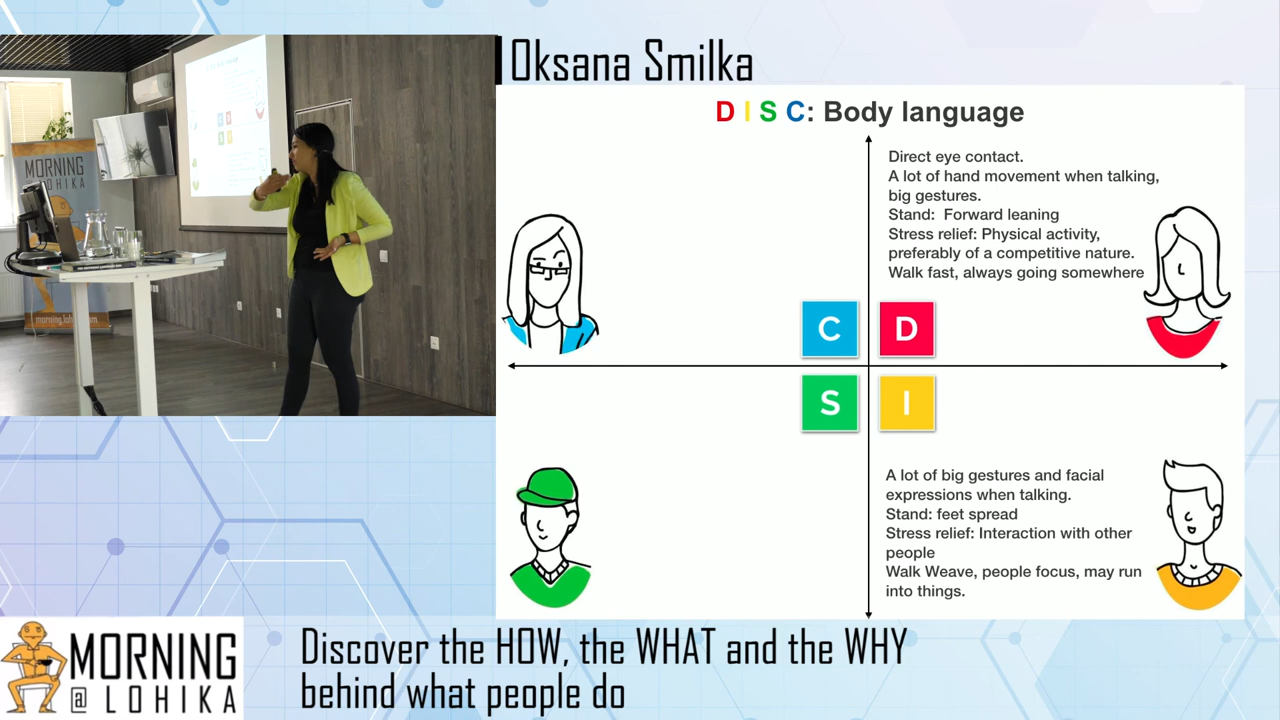 Oksana Smilka
D I S C: Body language
Direct eye contact.
A lot of hand movement when talking,
big gestures.
Stand: Forward leaning
Stress relief: Physical activity,
preferably of a competitive nature.
Walk fast, always going somewhere
C D
S I
A lot of big gestures and facial
expressions when talking.
Stand: feet spread
Stress relief: Interaction with other
people
Walk Weave, people focus, may run
into things.
MORNING
@ LOHIKA
MORNING
@LOHIKA
Discover the HOW, the WHAT and the WHY
behind what people do